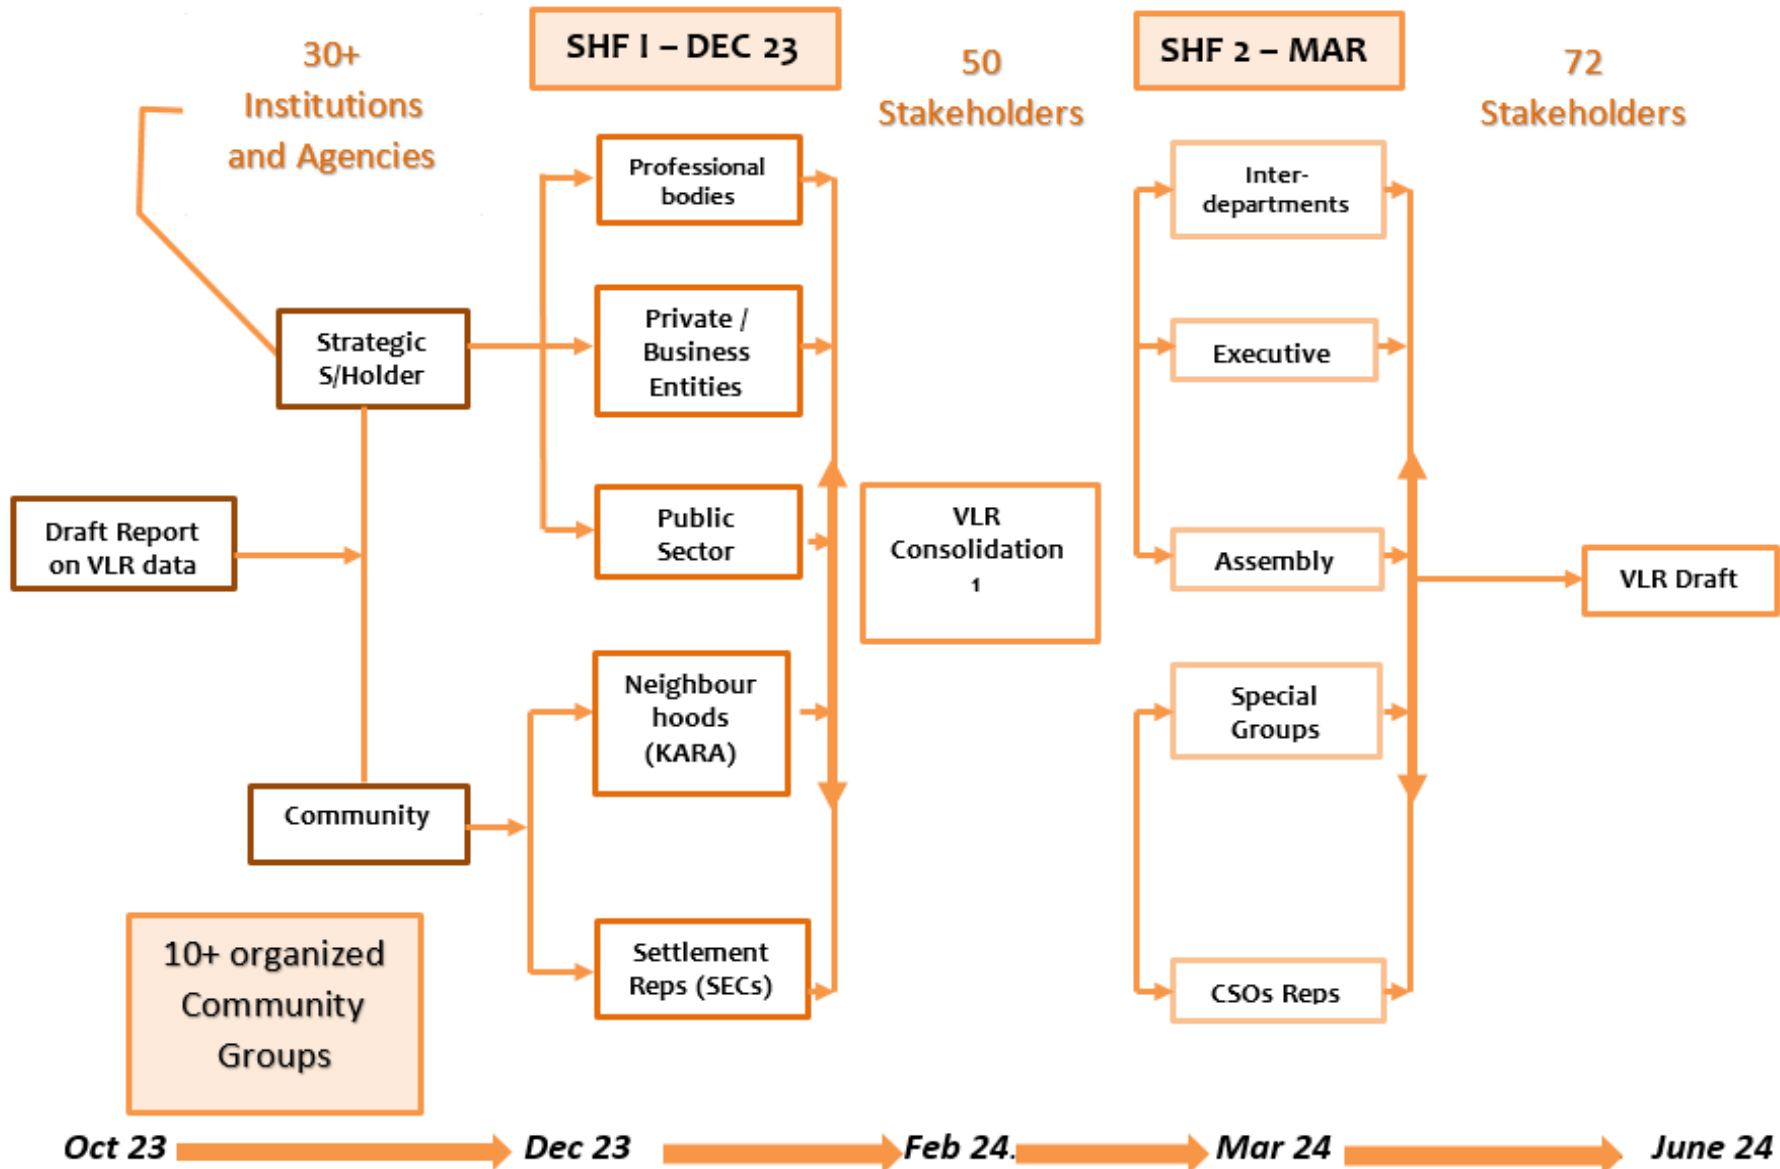 30+
Institutions
and Agencies
SHF I – DEC 23
50
Stakeholders
SHF 2 – MAR
72
Stakeholders
Professional
bodies
Private /
Business
Entities
Public
Sector
Strategic
S/Holder
Draft Report
on VLR data
Community
Neighbour
hoods
(KARA)
Settlement
Reps (SECs)
10+ organized
Community
Groups
VLR
Consolidation
1
Inter-
departments
Executive
Assembly
Special
Groups
CSOs Reps
VLR Draft
Oct 23
Dec 23
Feb 24.
Mar 24
June 24